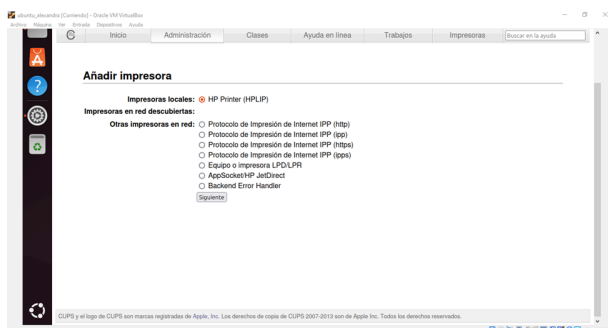 ubuntu_alexandra [Corriendo] - Oracle VM VirtualBox
Archivo Máquina Ver Entrada Dispositivos Ayuda
Inicio Administración Clases Ayuda en línea Trabajos Impresoras Buscar en la ayuda
Añadir impresora
Impresoras locales: HP Printer (HPLIP)
Impresoras en red descubiertas:
Otras impresoras en red: Protocolo de Impresión de Internet IPP (http)
Protocolo de Impresión de Internet IPP (ipp)
Protocolo de Impresión de Internet IPP (https)
Protocolo de Impresión de Internet IPP (ipps)
Equipo o impresora LPD/LPR
AppSocket/HP JetDirect
Backend Error Handler
Siguiente
CUPS y el logo de CUPS son marcas registradas de Apple, Inc. Los derechos de copia de CUPS 2007-2013 son de Apple Inc. Todos los derechos reservados.